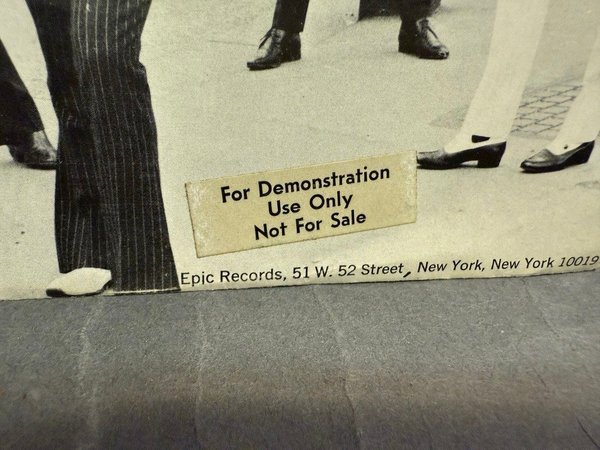 For Demonstration
Use Only
Not For Sale
Epic Records, 51 W. 52 Street, New York, New York 10019